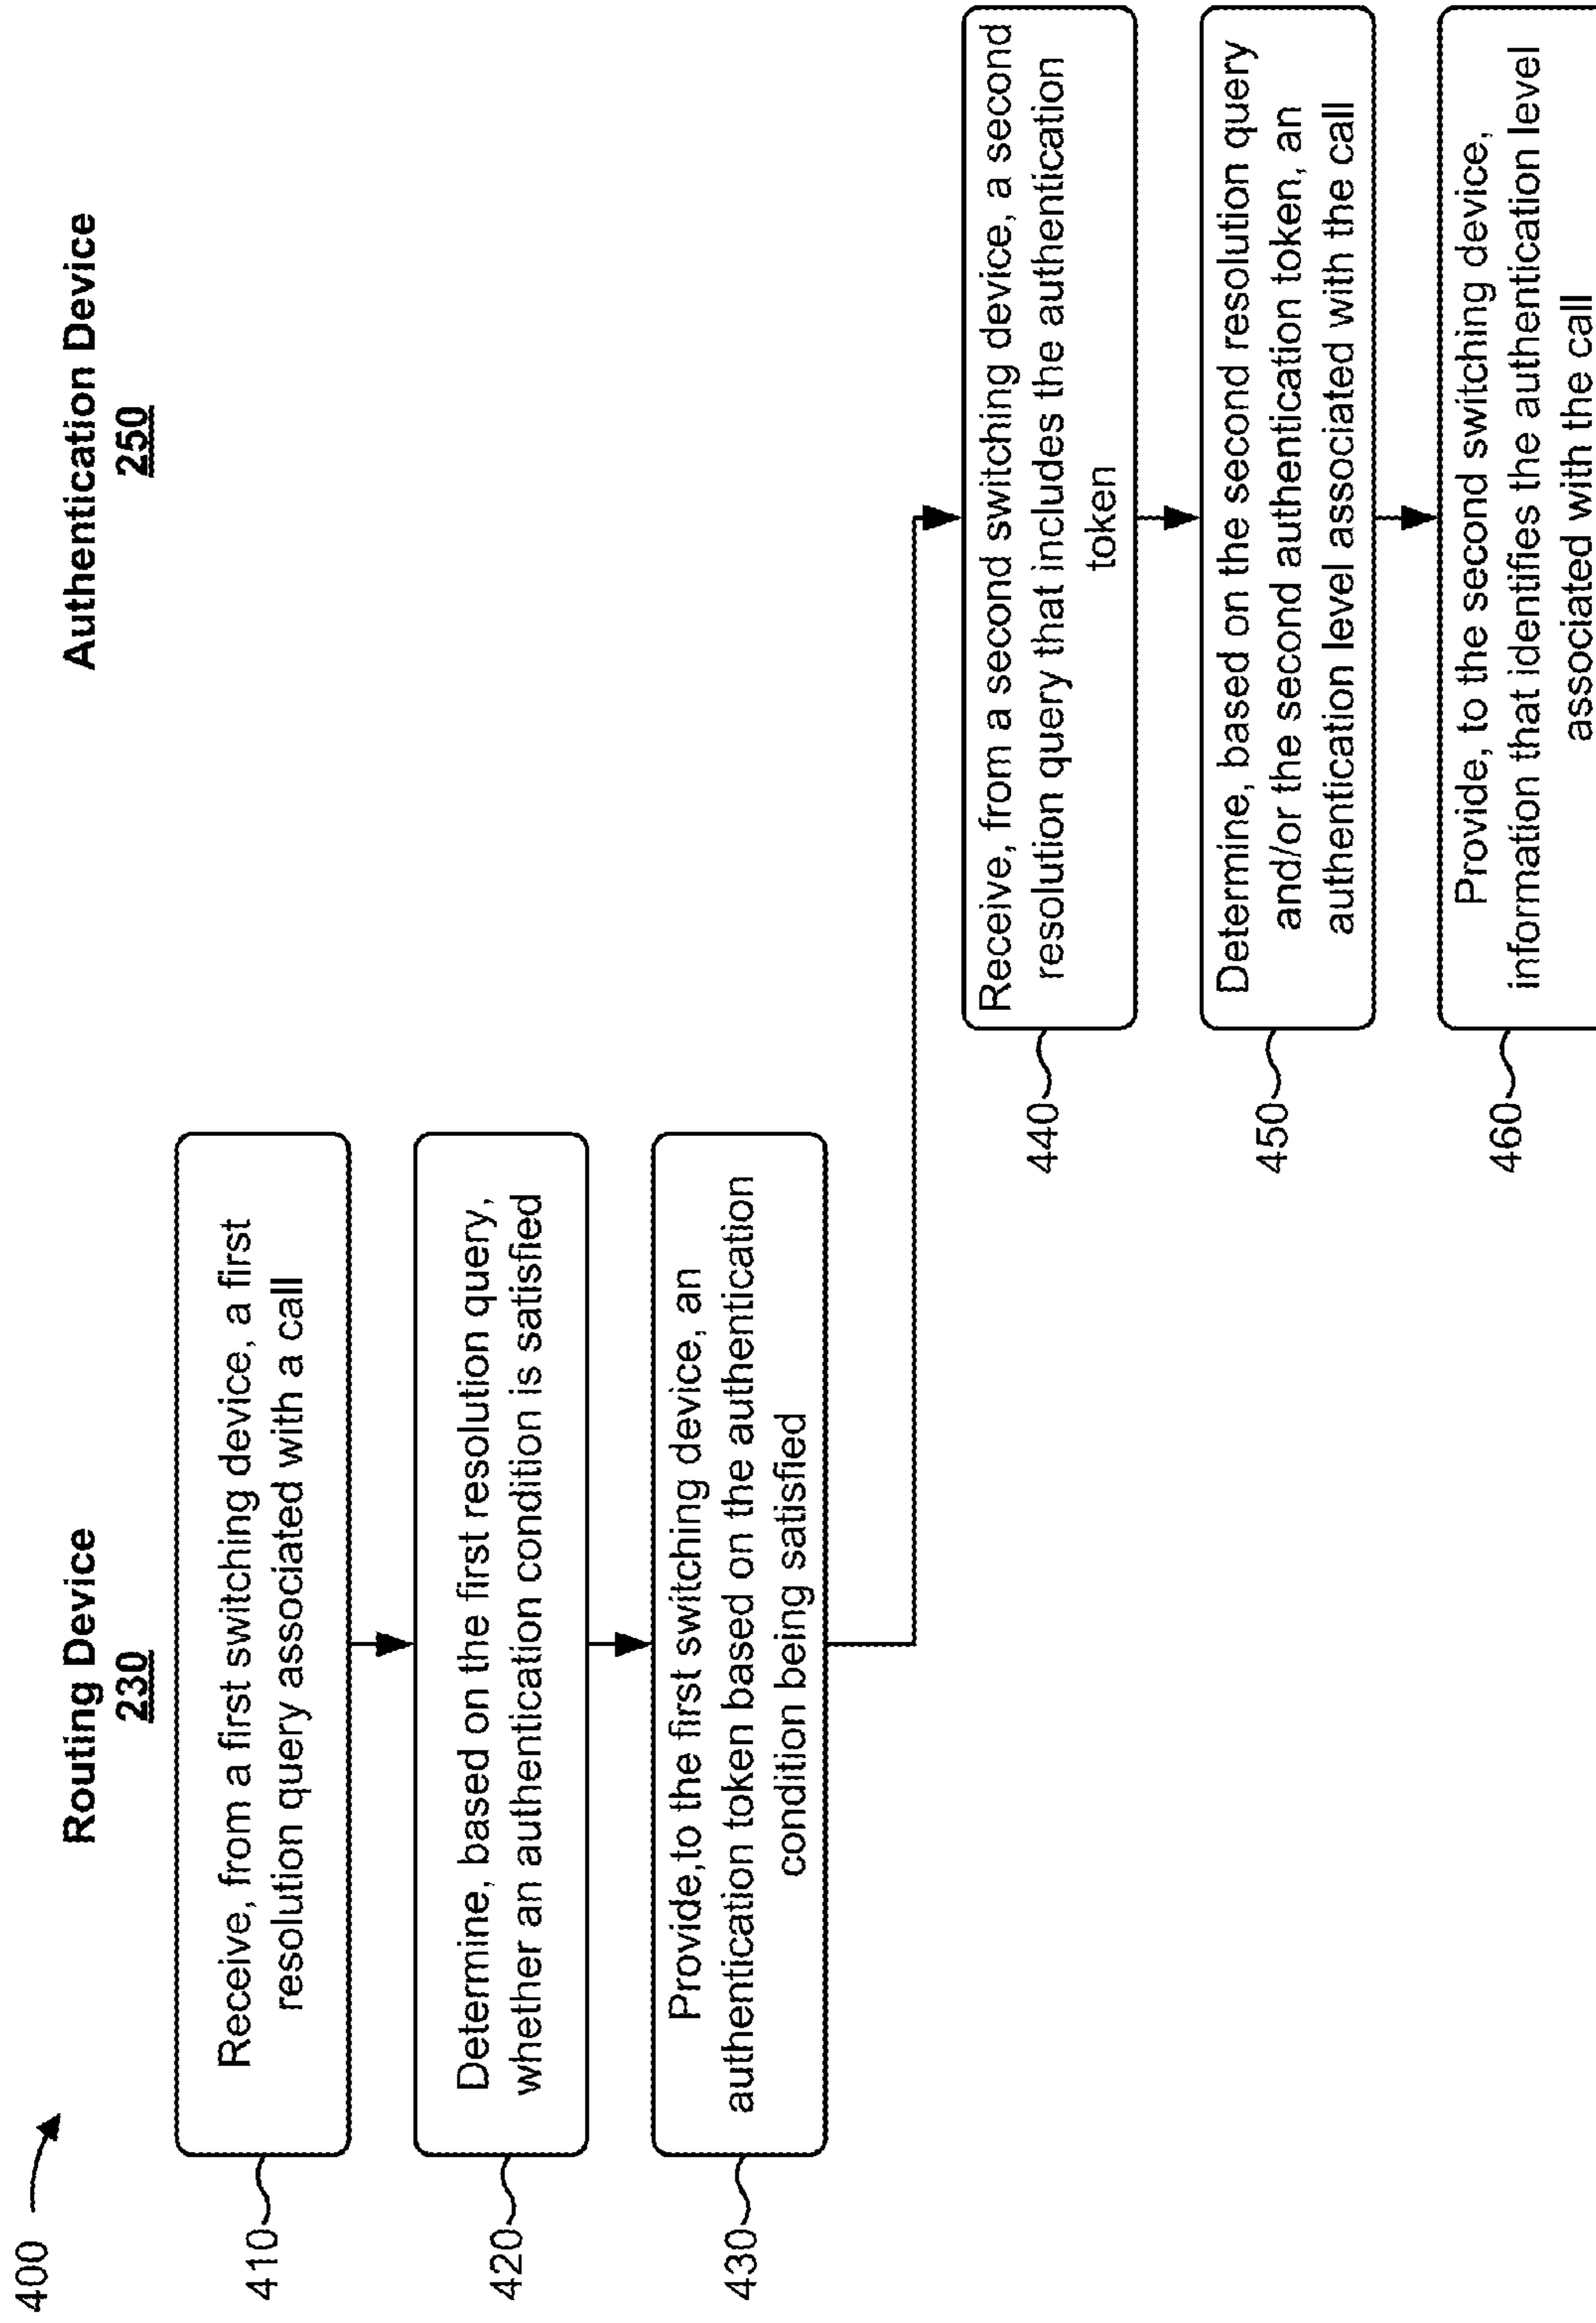 400
Routing Device
230
Authentication Device
250
410
Receive, from a first switching device, a first
resolution query associated with a call
420
Determine, based on the first resolution query,
whether an authentication condition is satisfied
430
Provide,to the first switching device, an
authentication token based on the authentication
condition being satisfied
440
Receive, from a second switching device, a second
resolution query that includes the authentication
token
450
Determine, based on the second resolution query
and/or the second authentication token, an
authentication level associated with the call
460
Provide, to the second switching device,
information that identifies the authentication level
associated with the call